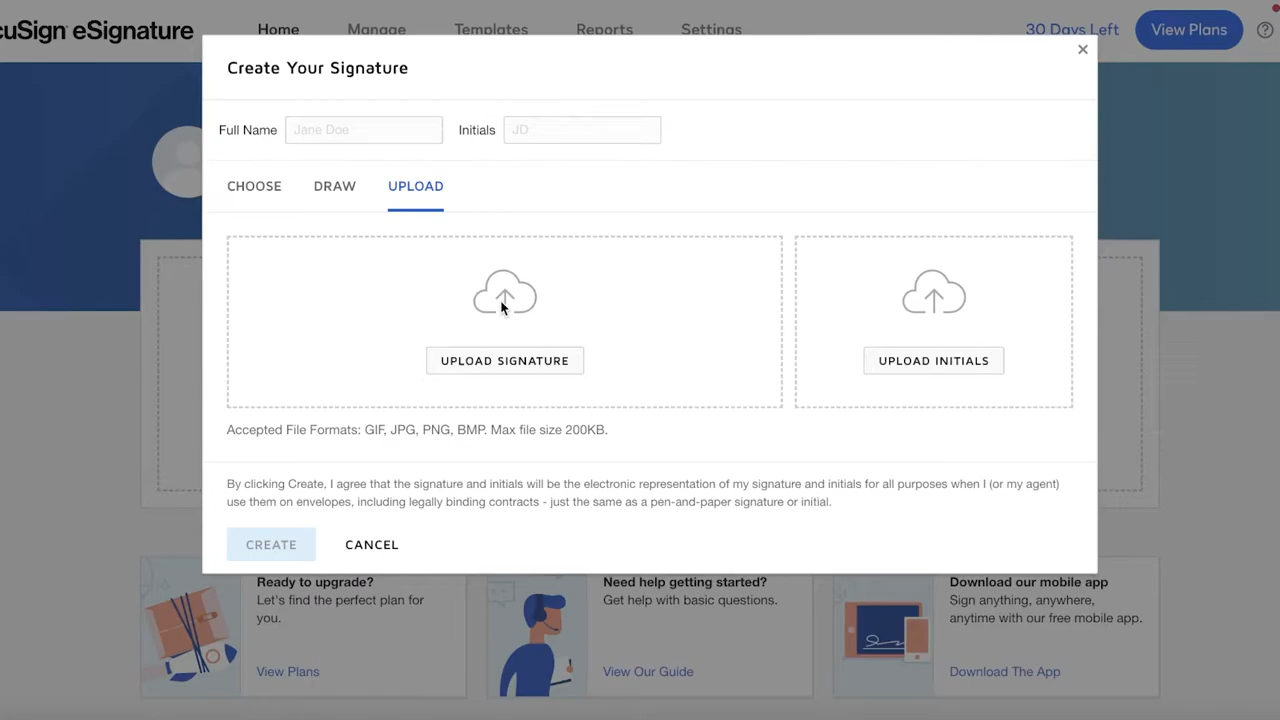 cuSign eSignature Home Manage Templates Reports Settings 30 Days Left View Plans
Create Your Signature
Full Name Jane Doe Initials JD
CHOOSE DRAW UPLOAD
UPLOAD SIGNATURE UPLOAD INITIALS
Accepted File Formats: GIF, JPG, PNG, BMP. Max file size 200KB.
By clicking Create, I agree that the signature and initials will be the electronic representation of my signature and initials for all purposes when I (or my agent)
use them on envelopes, including legally binding contracts - just the same as a pen-and-paper signature or initial.
CREATE CANCEL
Ready to upgrade?
Let's find the perfect plan for
you.
View Plans
Need help getting started?
Get help with basic questions.
View Our Guide
Download our mobile app
Sign anything, anywhere,
anytime with our free mobile app.
Download The App